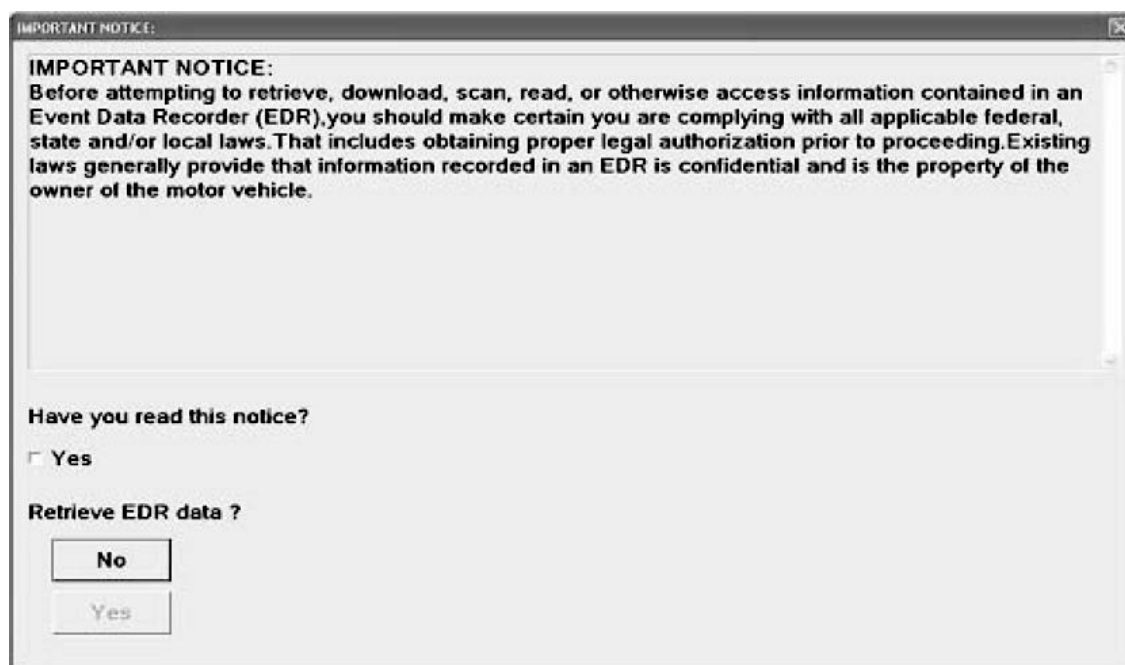 IMPORTANT NOTICE:
IMPORTANT NOTICE:
Before attempting to retrieve, download, scan, read, or otherwise access information contained in an
Event Data Recorder (EDR),you should make certain you are complying with all applicable federal,
state and/or local laws.That includes obtaining proper legal authorization prior to proceeding.Existing
laws generally provide that information recorded in an EDR is confidential and is the property of the
owner of the motor vehicle.
Have you read this notice?
Yes
Retrieve EDR data ?
No
Yes